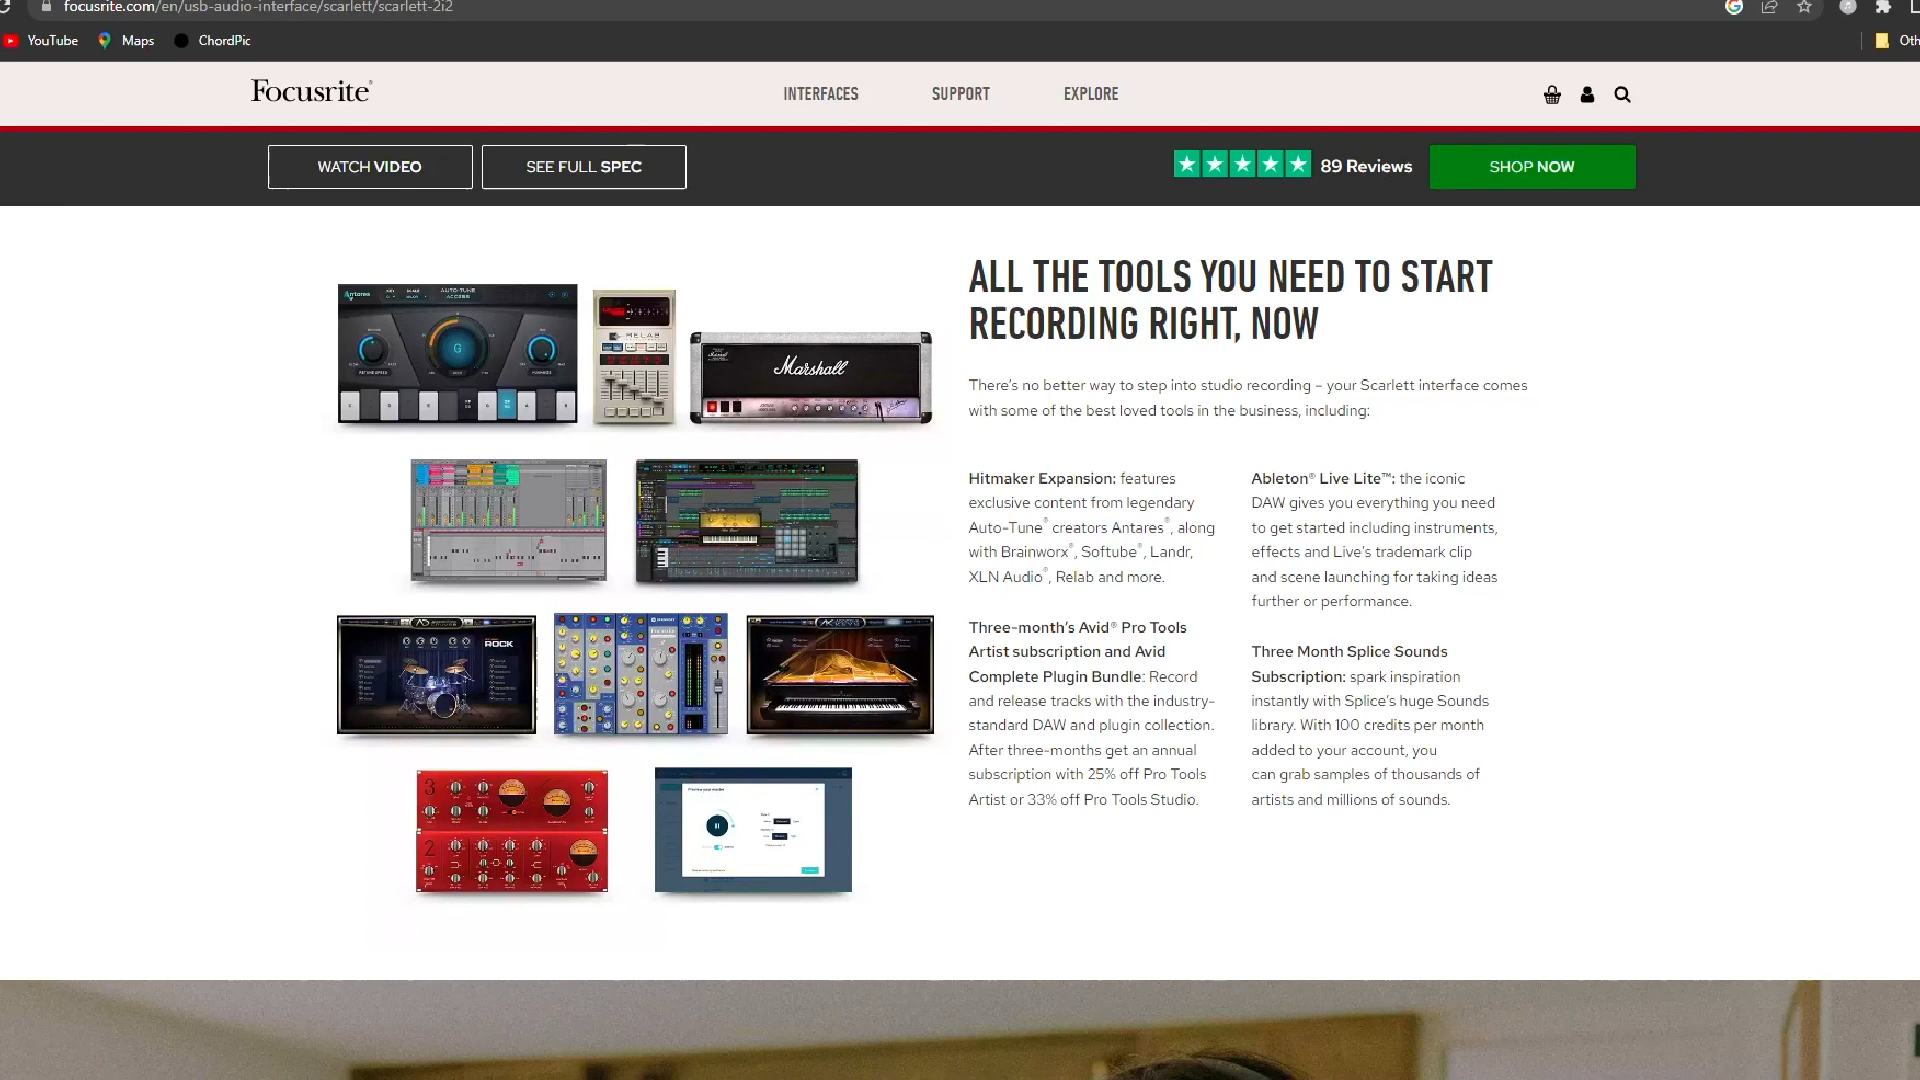 focusrite.com/en/usb-audio-interface/scarlett/scarlett-2i2
YouTube
Maps
ChordPic
Oth
Focusrite®
INTERFACES
SUPPORT
EXPLORE
WATCH VIDEO
SEE FULL SPEC
89 Reviews
SHOP NOW
Antares
AUTO-TUNE
ACCESS
G
RELAB
Marshall
ROCK
3
2
ALL THE TOOLS YOU NEED TO START
RECORDING RIGHT, NOW
There's no better way to step into studio recording – your Scarlett interface comes
with some of the best loved tools in the business, including:
Hitmaker Expansion: features
exclusive content from legendary
Auto-Tune® creators Antares®, along
with Brainworx®, Softube®, Landr,
XLN Audio®, Relab and more.
Three-month's Avid® Pro Tools
Artist subscription and Avid
Complete Plugin Bundle: Record
and release tracks with the industry-
standard DAW and plugin collection.
After three-months get an annual
subscription with 25% off Pro Tools
Artist or 33% off Pro Tools Studio.
Ableton® Live Lite™: the iconic
DAW gives you everything you need
to get started including instruments,
effects and Live's trademark clip
and scene launching for taking ideas
further or performance.
Three Month Splice Sounds
Subscription: spark inspiration
instantly with Splice's huge Sounds
library. With 100 credits per month
added to your account, you
can grab samples of thousands of
artists and millions of sounds.